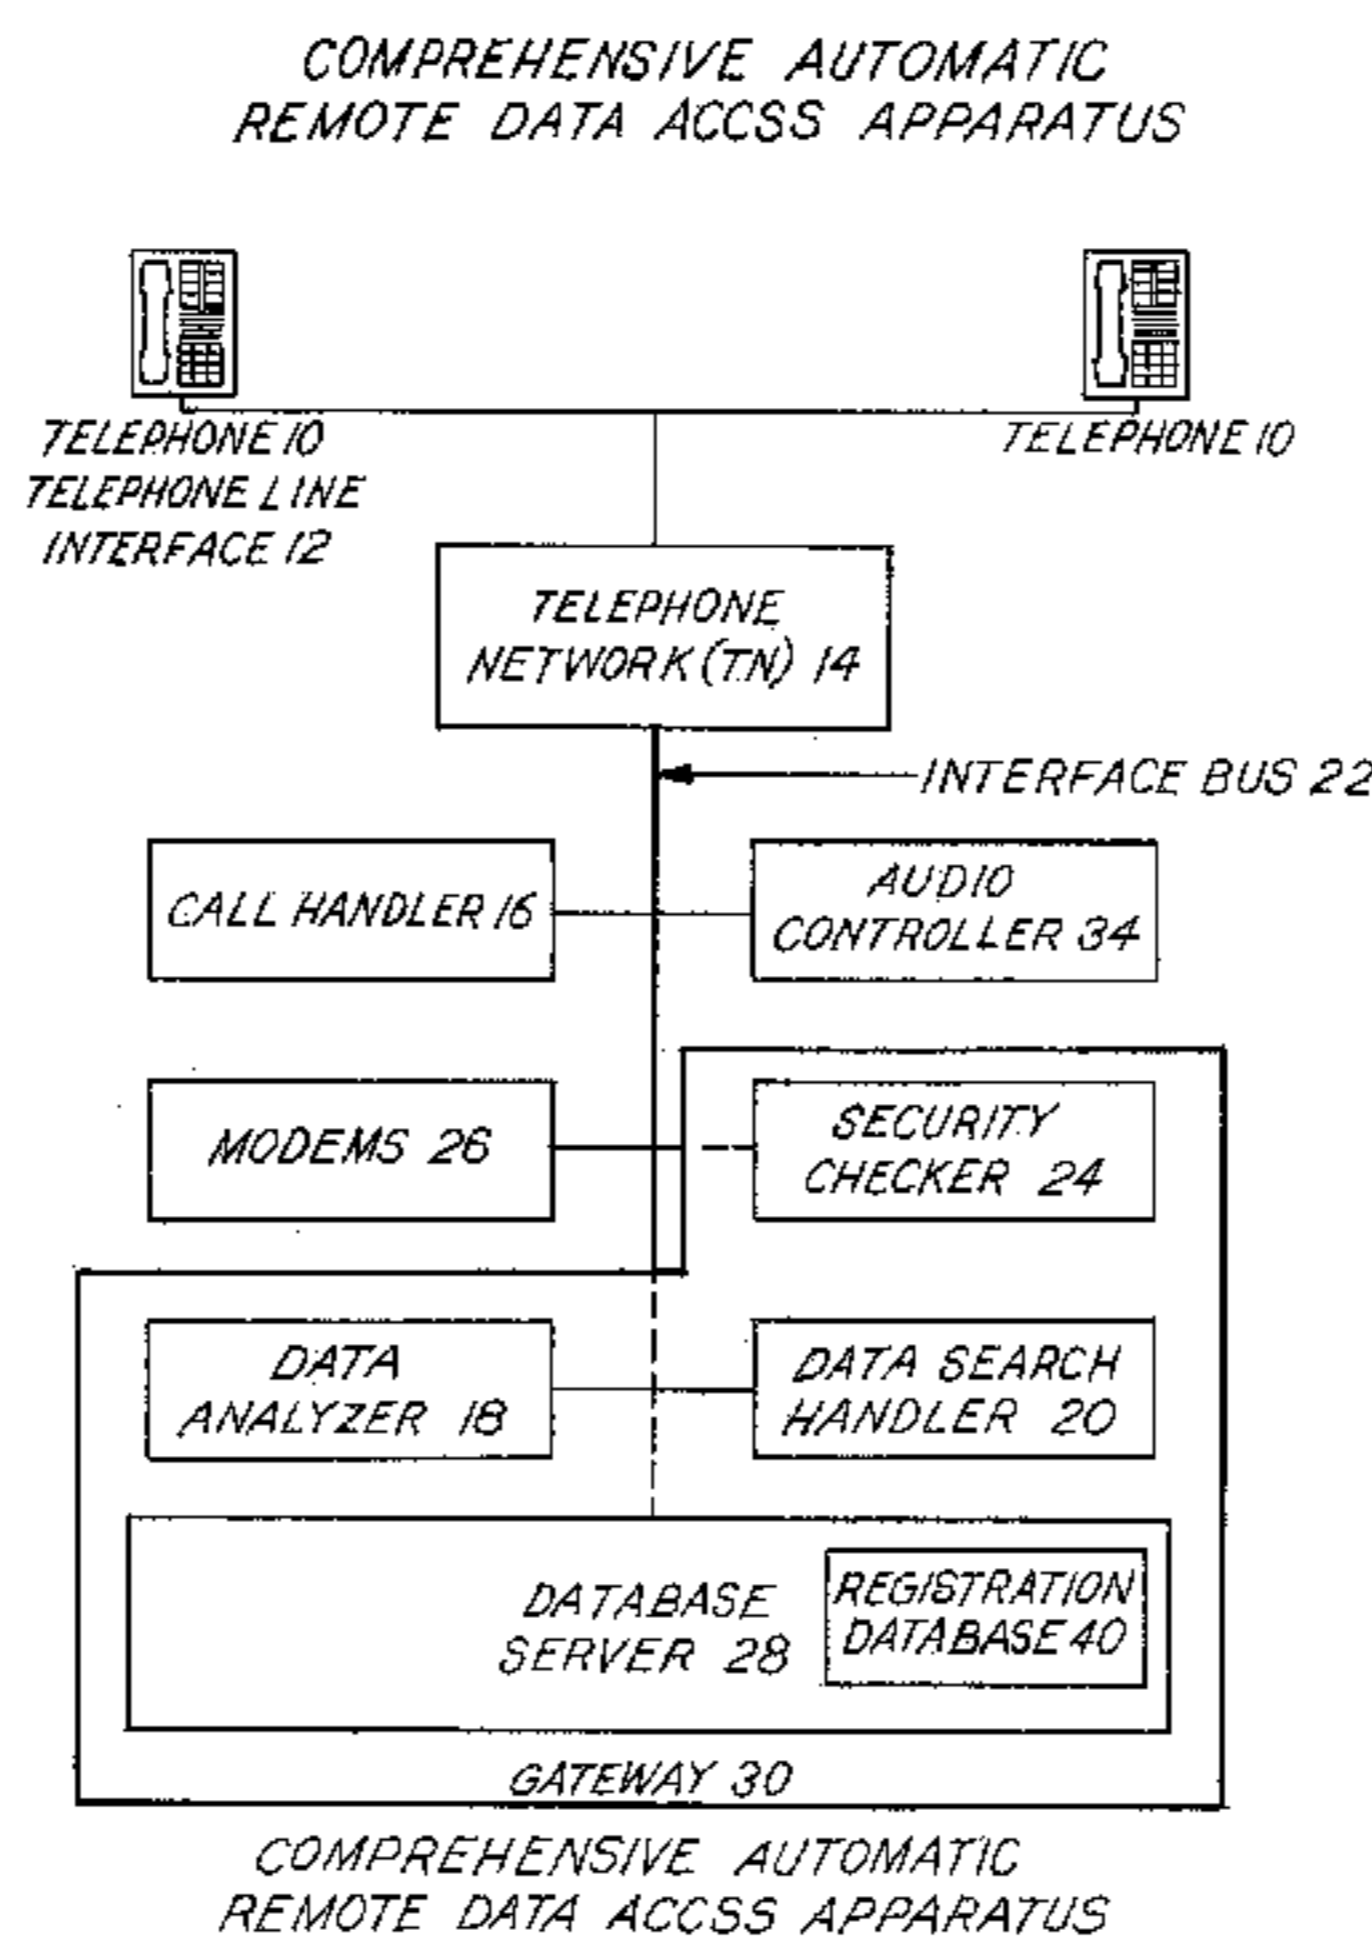 COMPREHENSIVE AUTOMATIC
REMOTE DATA ACCSS APPARATUS
TELEPHONE 10
TELEPHONE LINE
INTERFACE 12
TELEPHONE 10
TELEPHONE
NETWORK (TN) 14
INTERFACE BUS 22
CALL HANDLER 16
AUDIO
CONTROLLER 34
MODEMS 26
SECURITY
CHECKER 24
DATA
ANALYZER 18
DATA SEARCH
HANDLER 20
DATABASE
SERVER 28
REGISTRATION
DATABASE 40
GATEWAY 30
COMPREHENSIVE AUTOMATIC
REMOTE DATA ACCSS APPARATUS